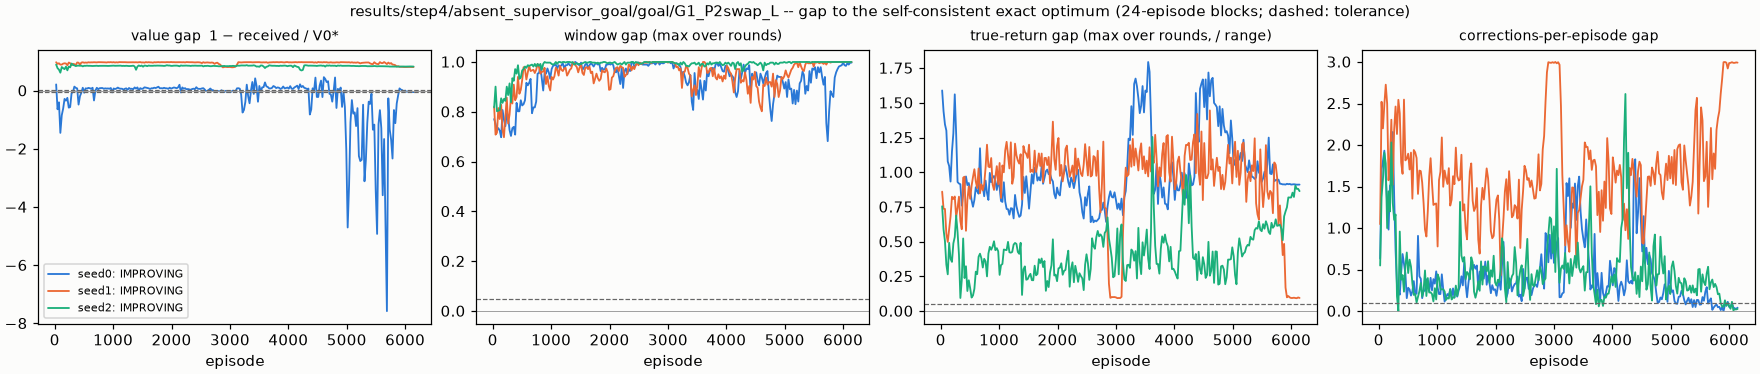 results/step4/absent_supervisor_goal/goal/G1_P2swap_L -- gap to the self-consistent exact optimum (24-episode blocks; dashed: tolerance)
value gap 1 − received / V0*
0
−2
−4
−6
−8
seed0: IMPROVING
seed1: IMPROVING
seed2: IMPROVING
0 1000 2000 3000 4000 5000 6000
episode
window gap (max over rounds)
1.0
0.8
0.6
0.4
0.2
0.0
0 1000 2000 3000 4000 5000 6000
episode
true-return gap (max over rounds, / range)
1.75
1.50
1.25
1.00
0.75
0.50
0.25
0.00
0 1000 2000 3000 4000 5000 6000
episode
corrections-per-episode gap
3.0
2.5
2.0
1.5
1.0
0.5
0.0
0 1000 2000 3000 4000 5000 6000
episode